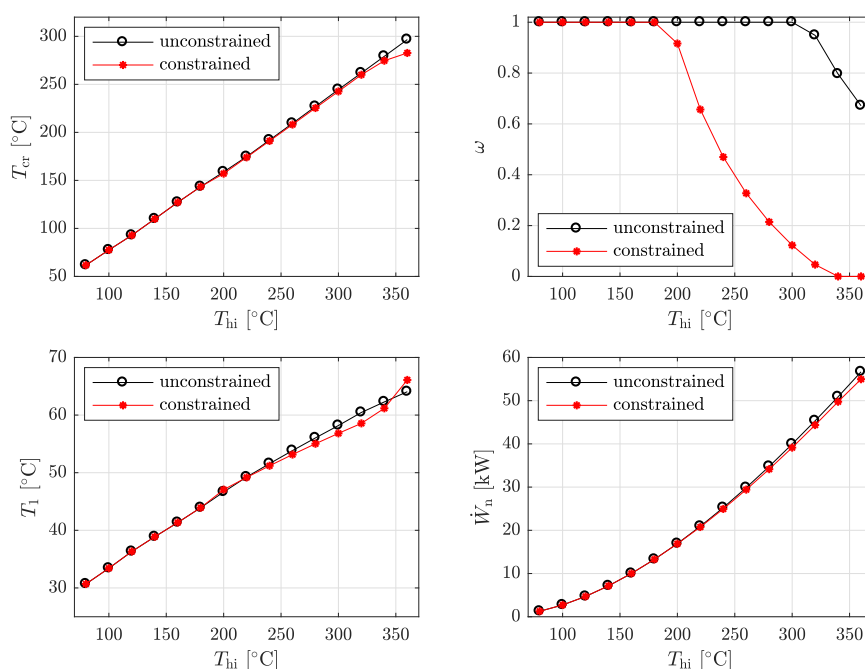 T_cr [°C]
300
250
200
150
100
50
unconstrained
constrained
100 150 200 250 300 350
T_hi [°C]
ω
1
0.8
0.6
0.4
0.2
0
unconstrained
constrained
100 150 200 250 300 350
T_hi [°C]
T_1 [°C]
70
60
50
40
30
unconstrained
constrained
100 150 200 250 300 350
T_hi [°C]
Ẇ_n [kW]
60
50
40
30
20
10
0
unconstrained
constrained
100 150 200 250 300 350
T_hi [°C]